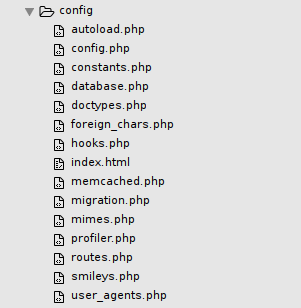 config
autoload.php
config.php
constants.php
database.php
doctypes.php
foreign_chars.php
hooks.php
index.html
memcached.php
migration.php
mimes.php
profiler.php
routes.php
smileys.php
user_agents.php